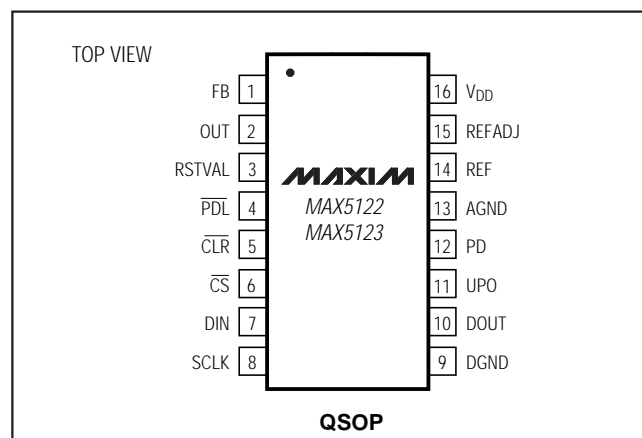 TOP VIEW
FB 1
OUT 2
RSTVAL 3
PDL 4
CLR 5
CS 6
DIN 7
SCLK 8
MAXIM
MAX5122
MAX5123
16 VDD
15 REFADJ
14 REF
13 AGND
12 PD
11 UPO
10 DOUT
9 DGND
QSOP